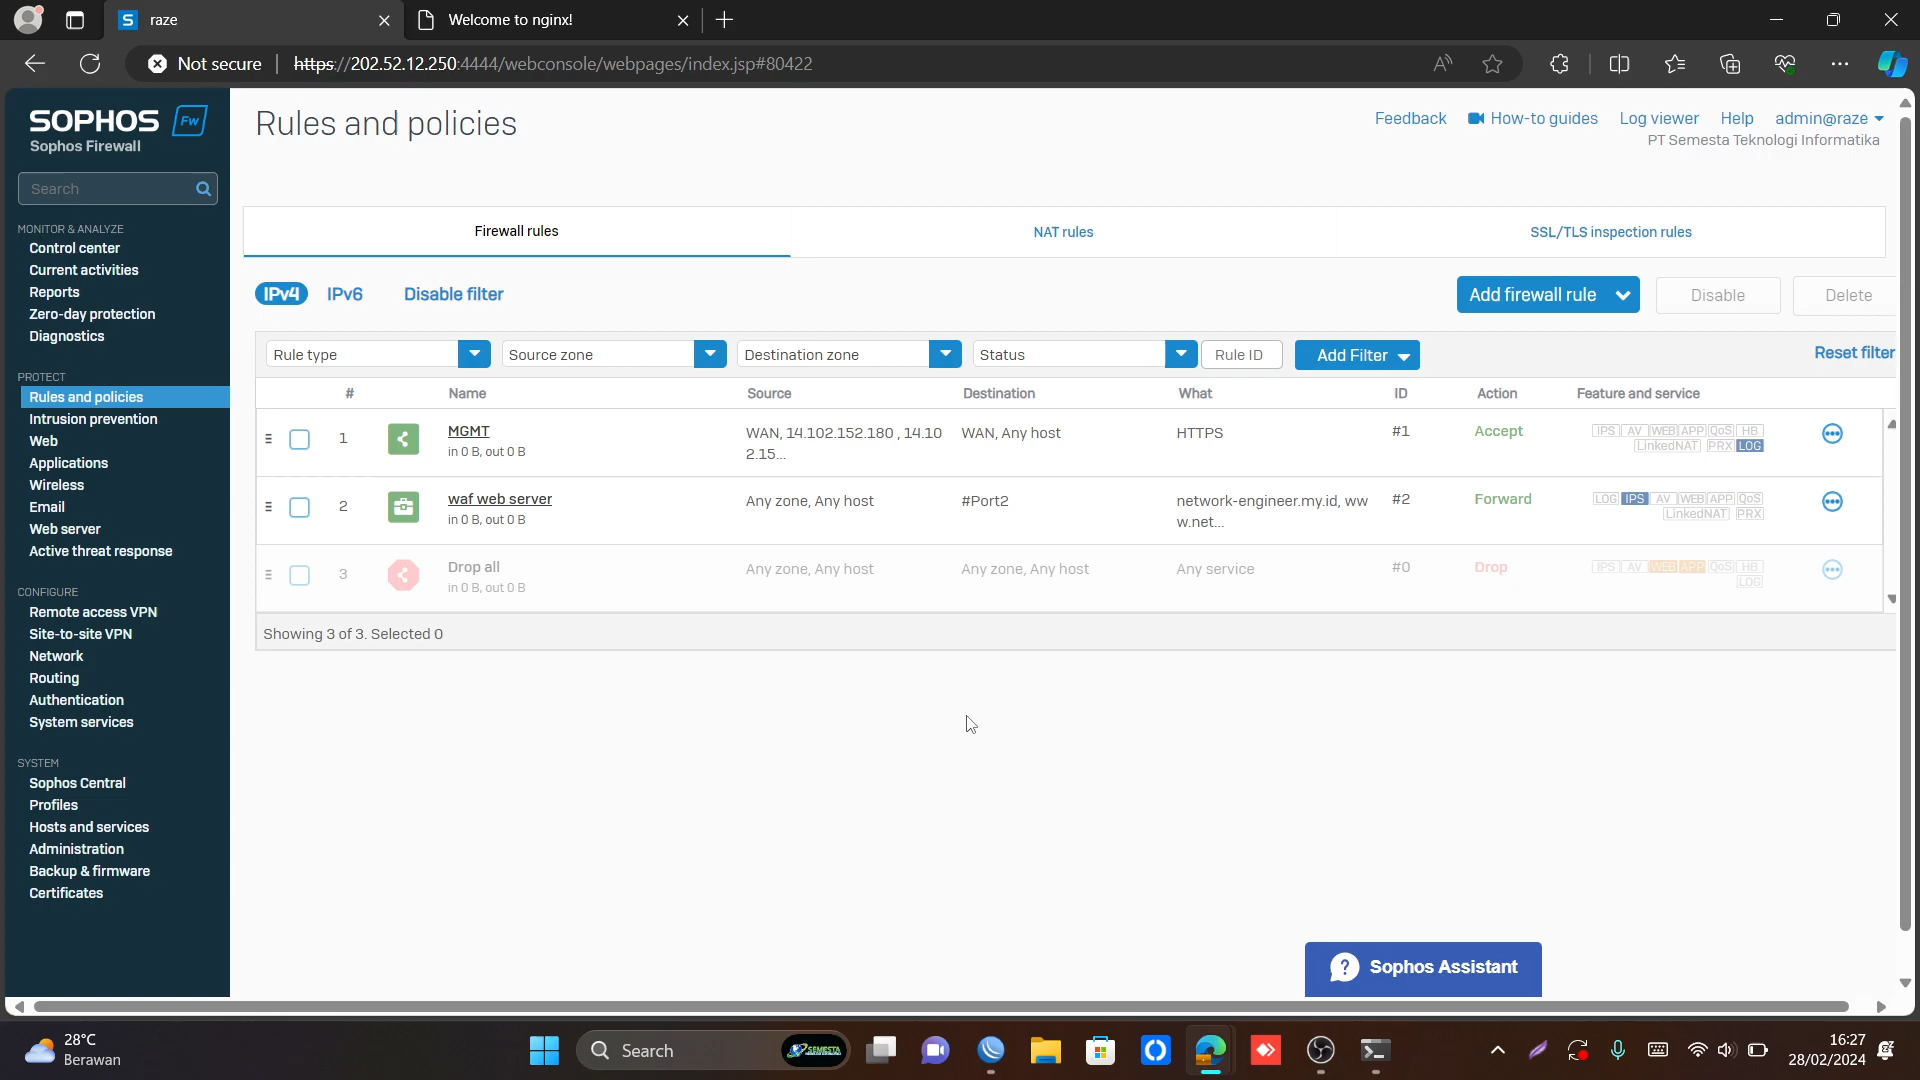 raze
Welcome to nginx!
Not secure
https://202.52.12.250:4444/webconsole/webpages/index.jsp#80422
SOPHOS Fw
Sophos Firewall
Search
MONITOR & ANALYZE
Control center
Current activities
Reports
Zero-day protection
Diagnostics
PROTECT
Rules and policies
Intrusion prevention
Web
Applications
Wireless
Email
Web server
Active threat response
CONFIGURE
Remote access VPN
Site-to-site VPN
Network
Routing
Authentication
System services
SYSTEM
Sophos Central
Profiles
Hosts and services
Administration
Backup & firmware
Certificates
Rules and policies
Feedback How-to guides Log viewer Help admin@raze
PT Semesta Teknologi Informatika
Firewall rules NAT rules SSL/TLS inspection rules
IPv4 IPv6 Disable filter Add firewall rule Disable Delete
Rule type Source zone Destination zone Status Rule ID Add Filter Reset filter
# Name Source Destination What ID Action Feature and service
1 MGMT WAN, 14.102.152.180 , 14.10 WAN, Any host HTTPS #1 Accept IPS AV WEB APP QoS HB
in 0 B, out 0 B 2.15... LinkedNAT PRX LOG
2 waf web server Any zone, Any host #Port2 network-engineer.my.id, ww #2 Forward LOG IPS AV WEB APP QoS
in 0 B, out 0 B w.net... LinkedNAT PRX
3 Drop all Any zone, Any host Any zone, Any host Any service #0 Drop IPS AV WEB APP QoS HB
in 0 B, out 0 B LOG
Showing 3 of 3. Selected 0
? Sophos Assistant
28°C
Berawan
Search
SEMESTA
16:27
28/02/2024